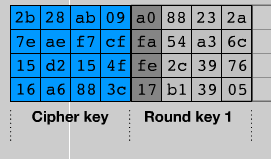 2b 28 ab 09 a0 88 23 2a
7e ae f7 cf fa 54 a3 6c
15 d2 15 4f fe 2c 39 76
16 a6 88 3c 17 b1 39 05
Cipher key Round key 1